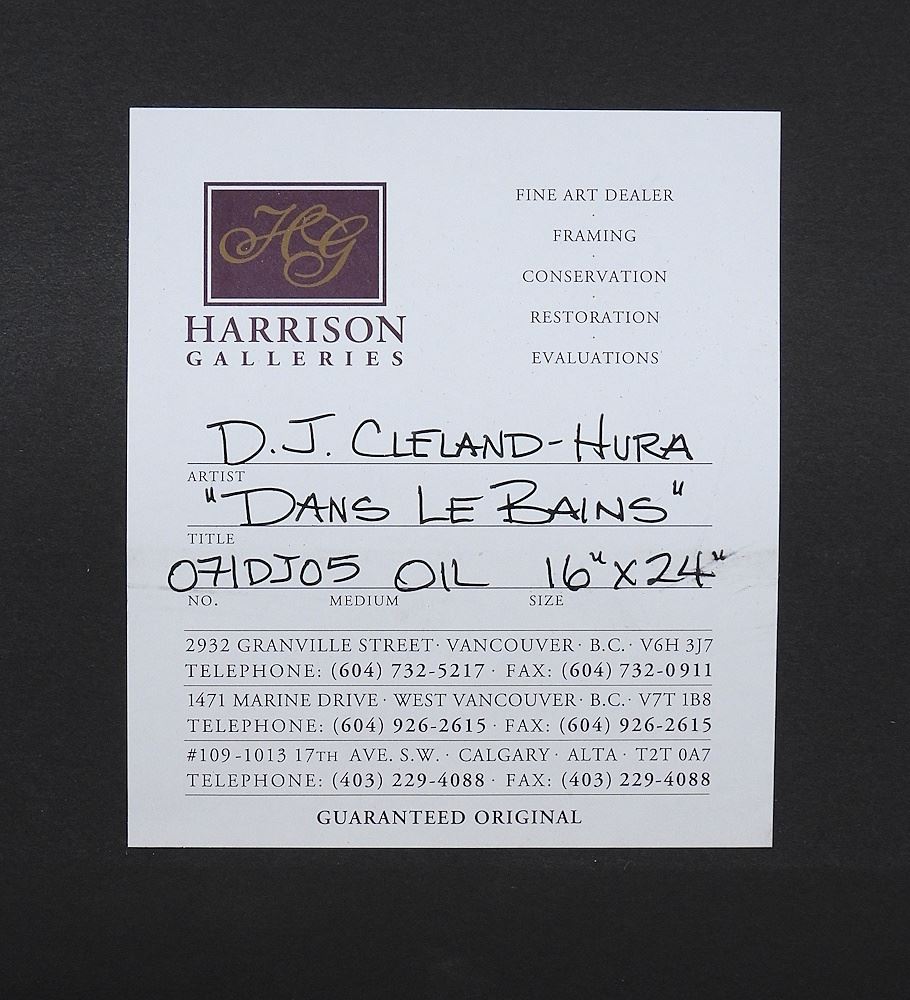 HG
HARRISON
GALLERIES
FINE ART DEALER
·
FRAMING
·
CONSERVATION
·
RESTORATION
·
EVALUATIONS
D.J. CLELAND-HURA
ARTIST
"DANS LE BAINS"
TITLE
071DJ05 OIL 16" X 24"
NO. MEDIUM SIZE
2932 GRANVILLE STREET · VANCOUVER · B.C. · V6H 3J7
TELEPHONE: (604) 732-5217 · FAX: (604) 732-0911
1471 MARINE DRIVE · WEST VANCOUVER · B.C. · V7T 1B8
TELEPHONE: (604) 926-2615 · FAX: (604) 926-2615
#109-1013 17TH AVE. S.W. · CALGARY · ALTA · T2T 0A7
TELEPHONE: (403) 229-4088 · FAX: (403) 229-4088
GUARANTEED ORIGINAL